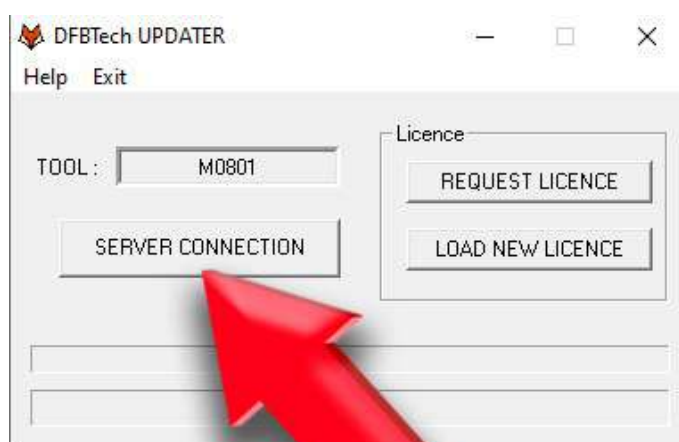 DFBTech UPDATER
Help Exit
Licence
TOOL: M0801
REQUEST LICENCE
SERVER CONNECTION
LOAD NEW LICENCE